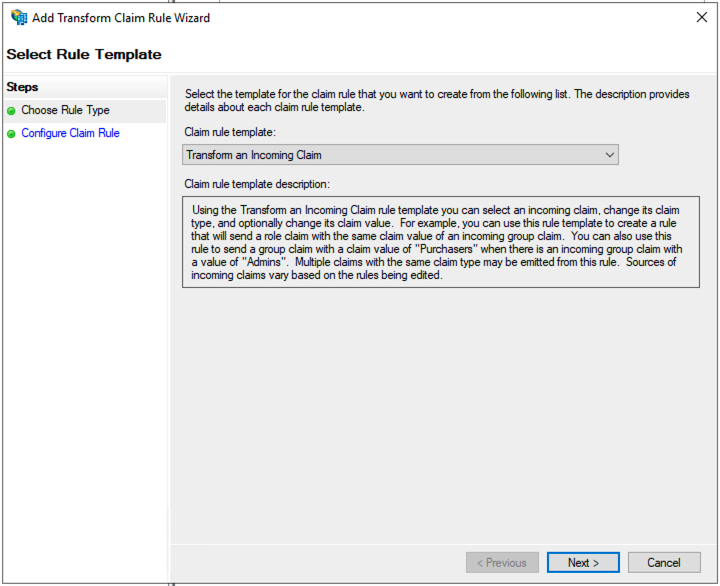 Add Transform Claim Rule Wizard
Select Rule Template
Steps
Choose Rule Type
Configure Claim Rule
Select the template for the claim rule that you want to create from the following list. The description provides
details about each claim rule template.
Claim rule template:
Transform an Incoming Claim
Claim rule template description:
Using the Transform an Incoming Claim rule template you can select an incoming claim, change its claim
type, and optionally change its claim value.  For example, you can use this rule template to create a rule
that will send a role claim with the same claim value of an incoming group claim.  You can also use this
rule to send a group claim with a claim value of "Purchasers" when there is an incoming group claim with
a value of "Admins".  Multiple claims with the same claim type may be emitted from this rule.  Sources of
incoming claims vary based on the rules being edited.
< Previous
Next >
Cancel